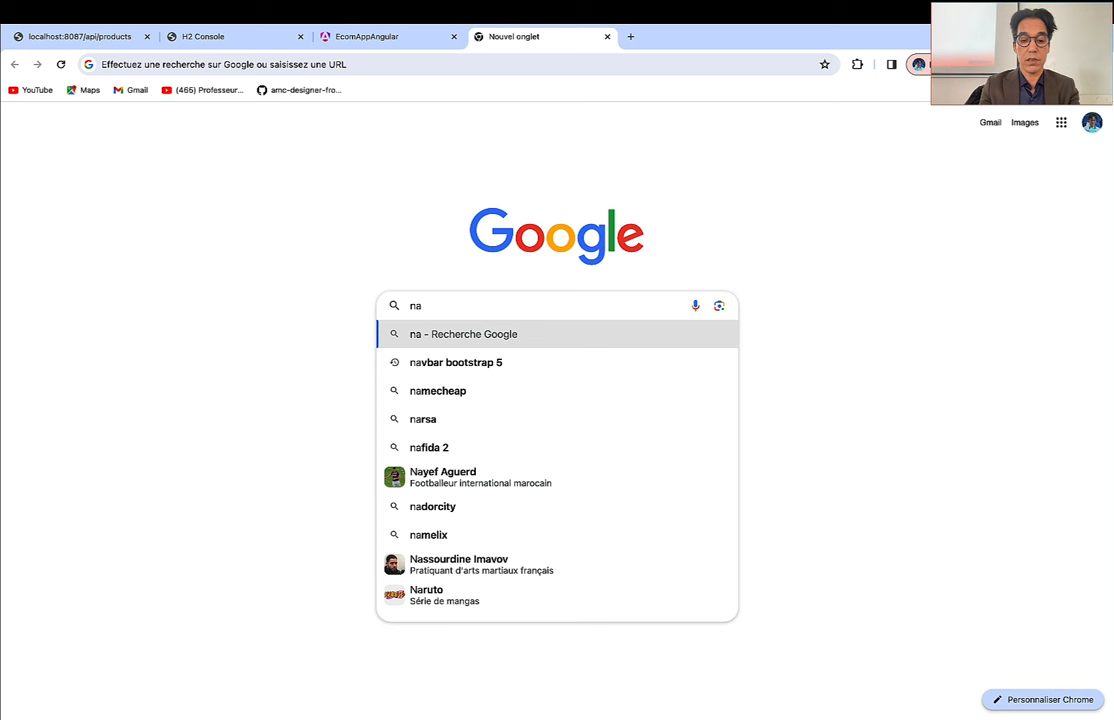 localhost:8087/api/products
H2 Console
EcomAppAngular
Nouvel onglet
Effectuez une recherche sur Google ou saisissez une URL
YouTube
Maps
Gmail
(465) Professeur...
amc-designer-fro...
Gmail
Images
Google
na
na - Recherche Google
navbar bootstrap 5
namecheap
narsa
nafida 2
Nayef Aguerd
Footballeur international marocain
nadorcity
namelix
Nassourdine Imavov
Pratiquant d'arts martiaux français
Naruto
Série de mangas
Personnaliser Chrome